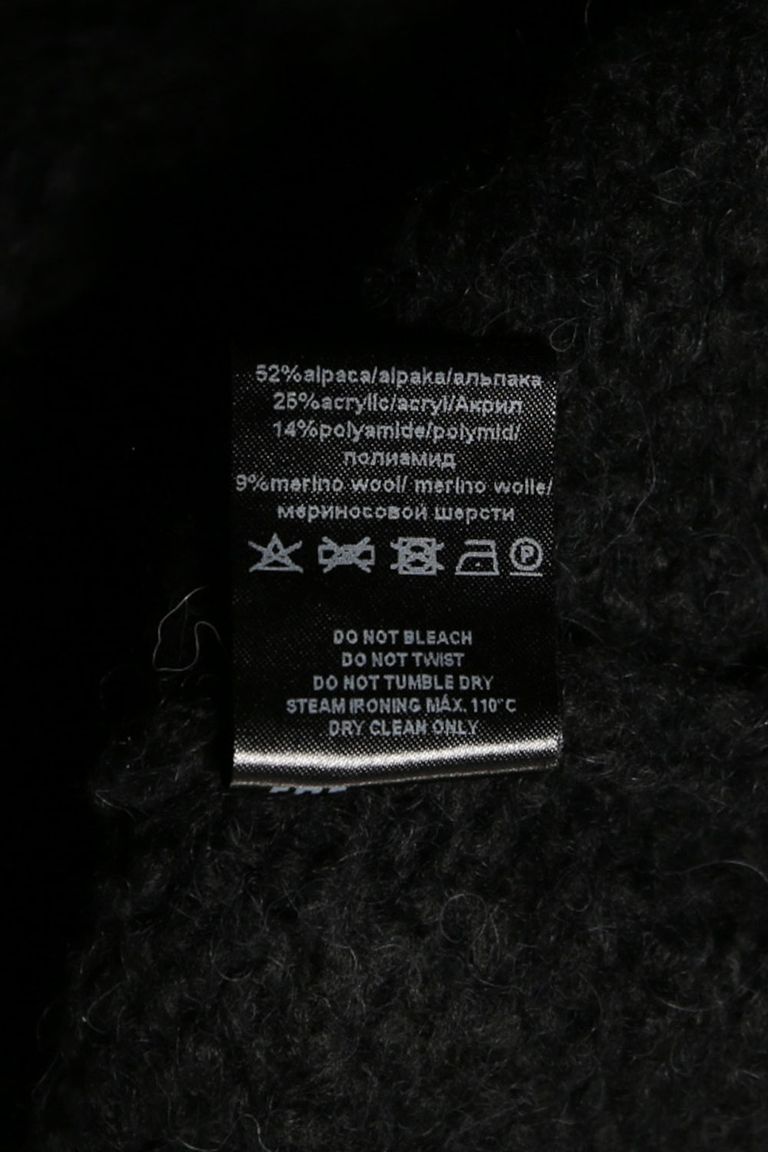 52%alpaca/alpaka/альпака
25%acrylic/acryl/Акрил
14%polyamide/polymid/
полиамид
9%merino wool/ merino wolle/
мериносовой шерсти
P
DO NOT BLEACH
DO NOT TWIST
DO NOT TUMBLE DRY
STEAM IRONING MÁX. 110°C
DRY CLEAN ONLY